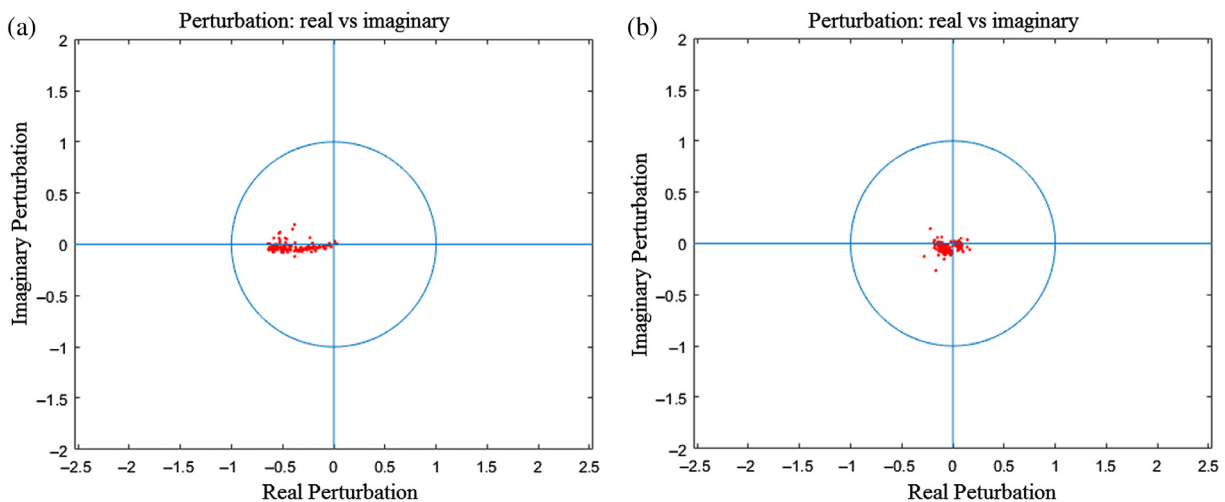 (a)
Perturbation: real vs imaginary
2
1.5
1
0.5
0
–0.5
–1
–1.5
–2
Imaginary Perturbation
–2.5 –2 –1.5 –1 –0.5 0 0.5 1 1.5 2 2.5
Real Perturbation
(b)
Perturbation: real vs imaginary
2
1.5
1
0.5
0
–0.5
–1
–1.5
–2
Imaginary Perturbation
–2.5 –2 –1.5 –1 –0.5 0 0.5 1 1.5 2 2.5
Real Peturbation